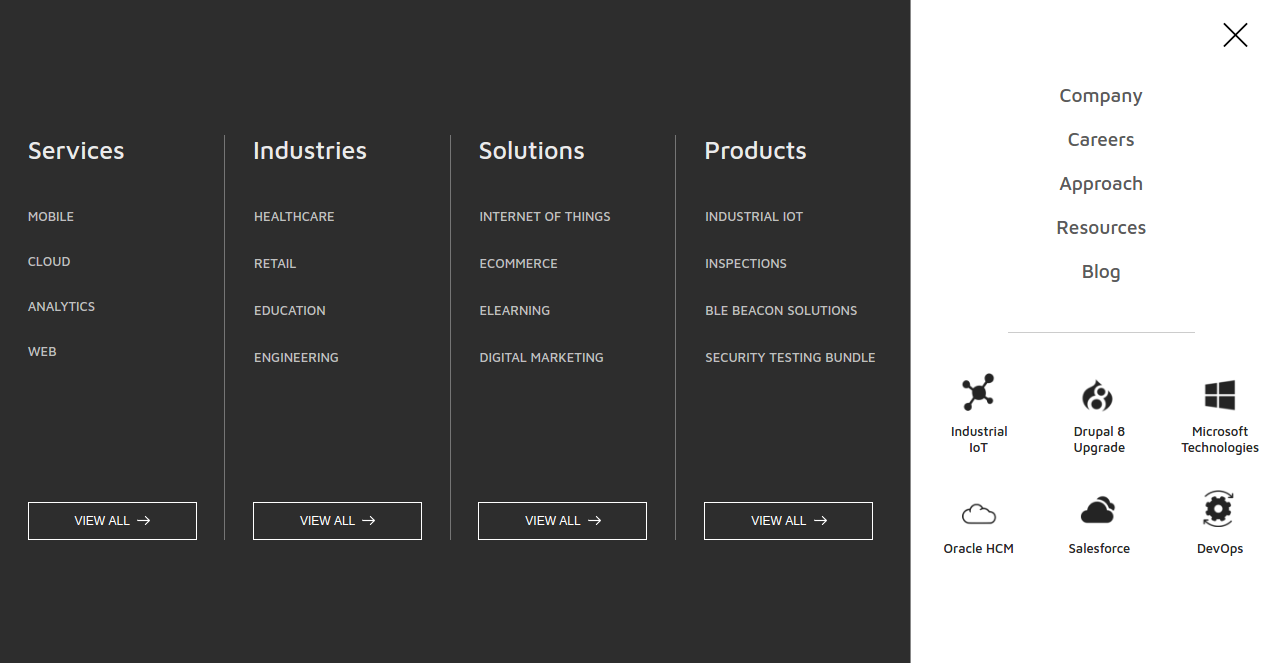 Services
MOBILE
CLOUD
ANALYTICS
WEB
VIEW ALL
Industries
HEALTHCARE
RETAIL
EDUCATION
ENGINEERING
VIEW ALL
Solutions
INTERNET OF THINGS
ECOMMERCE
ELEARNING
DIGITAL MARKETING
VIEW ALL
Products
INDUSTRIAL IOT
INSPECTIONS
BLE BEACON SOLUTIONS
SECURITY TESTING BUNDLE
VIEW ALL
Company
Careers
Approach
Resources
Blog
Industrial
IoT
Drupal 8
Upgrade
Microsoft
Technologies
Oracle HCM
Salesforce
DevOps